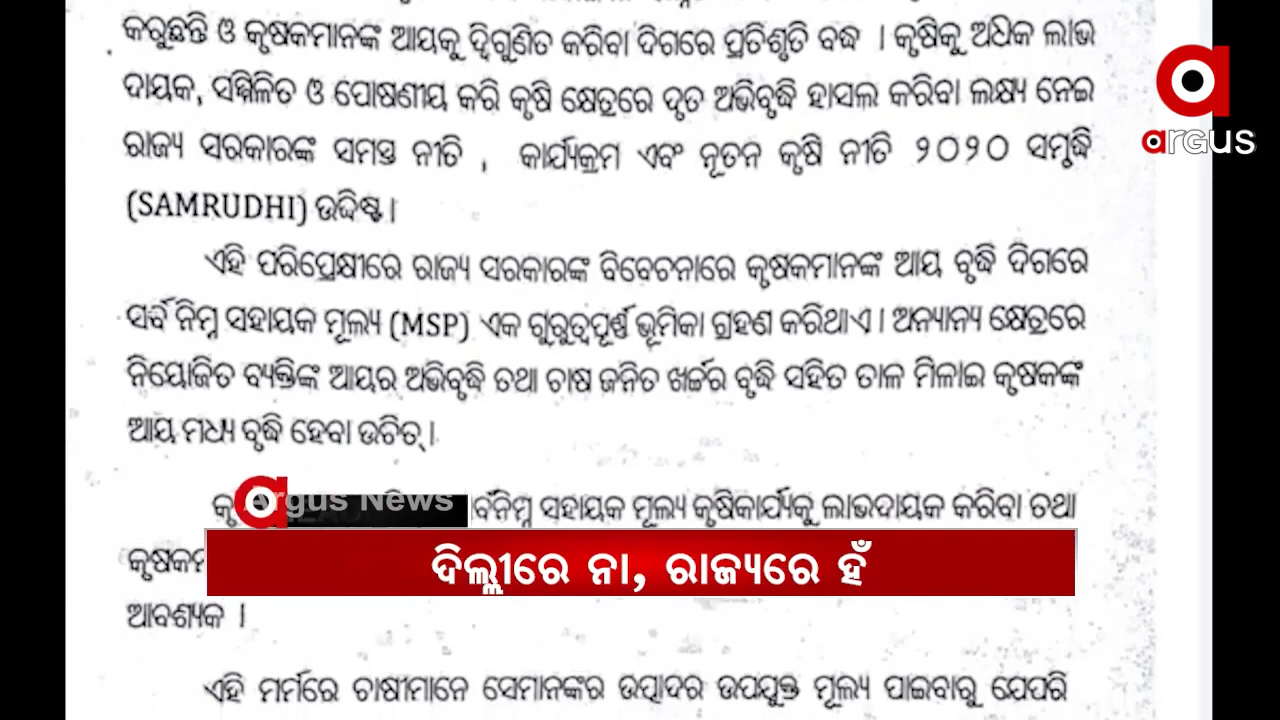 କରୁଛନ୍ତି ଓ କୃଷକମାନଙ୍କ ଆୟକୁ ଦ୍ୱିଗୁଣିତ କରିବା ଦିଗରେ ପ୍ରତିଶୃତି ବଦ୍ଧ । କୃଷିକୁ ଅଧିକ ଲାଭ
ଦାୟକ, ସମ୍ମିଳିତ ଓ ପୋଷଣୀୟ କରି କୃଷି କ୍ଷେତ୍ରରେ ଦୃତ ଅଭିବୃଦ୍ଧି ହାସଲ କରିବା ଲକ୍ଷ୍ୟ ନେଇ
ରାଜ୍ୟ ସରକାରଙ୍କ ସମସ୍ତ ନୀତି , କାର୍ଯ୍ୟକ୍ରମ ଏବଂ ନୂତନ କୃଷି ନୀତି ୨୦୨୦ ସମୃଦ୍ଧି
(SAMRUDHI) ଉଦ୍ଦିଷ୍ଟ ।
ଏହି ପରିପ୍ରେକ୍ଷୀରେ ରାଜ୍ୟ ସରକାରଙ୍କ ବିବେଚନାରେ କୃଷକମାନଙ୍କ ଆୟ ବୃଦ୍ଧି ଦିଗରେ
ସର୍ବ ନିମ୍ନ ସହାୟକ ମୂଲ୍ୟ (MSP) ଏକ ଗୁରୁତ୍ୱପୂର୍ଣ୍ଣ ଭୂମିକା ଗ୍ରହଣ କରିଥାଏ । ଅନ୍ୟାନ୍ୟ କ୍ଷେତ୍ରରେ
ନିୟୋଜିତ ବ୍ୟକ୍ତିଙ୍କ ଆୟର ଅଭିବୃଦ୍ଧି ତଥା ଚାଷ ଜନିତ ଖର୍ଚ୍ଚର ବୃଦ୍ଧି ସହିତ ତାଳ ମିଳାଇ କୃଷକଙ୍କ
ଆୟ ମଧ୍ୟ ବୃଦ୍ଧି ହେବା ଉଚିତ୍ ।
ସହାୟକ ମୂଲ୍ୟ କୃଷିକାର୍ଯ୍ୟକୁ ଲାଭଦାୟକ କରିବା ତଥା
ଆବଶ୍ୟକ ।
ଏହି ମର୍ମରେ ଚାଷୀମାନେ ସେମାନଙ୍କର ଉତ୍ପାଦର ଉପଯୁକ୍ତ ମୂଲ୍ୟ ପାଇବାରୁ ଯେପରି
argus
Argus News
ଦିଲ୍ଲୀରେ ନା, ରାଜ୍ୟରେ ହଁ